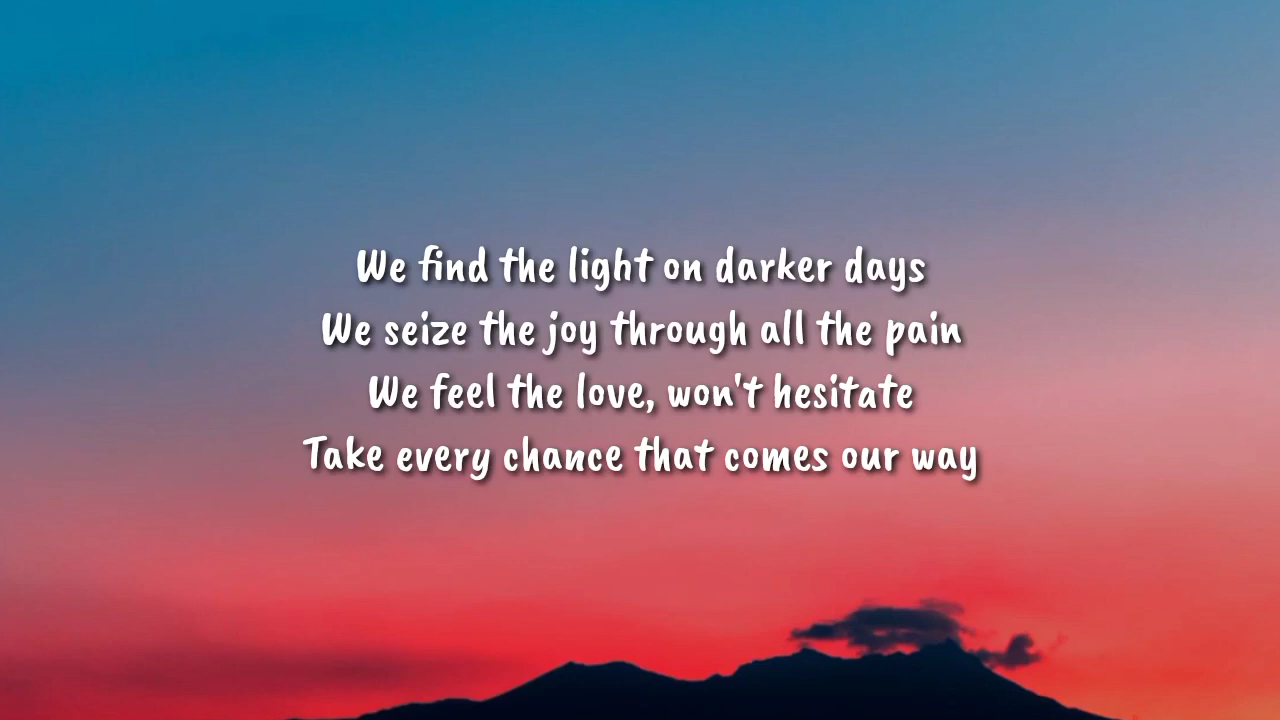 We find the light on darker days
We seize the joy through all the pain
We feel the love, won't hesitate
Take every chance that comes our way